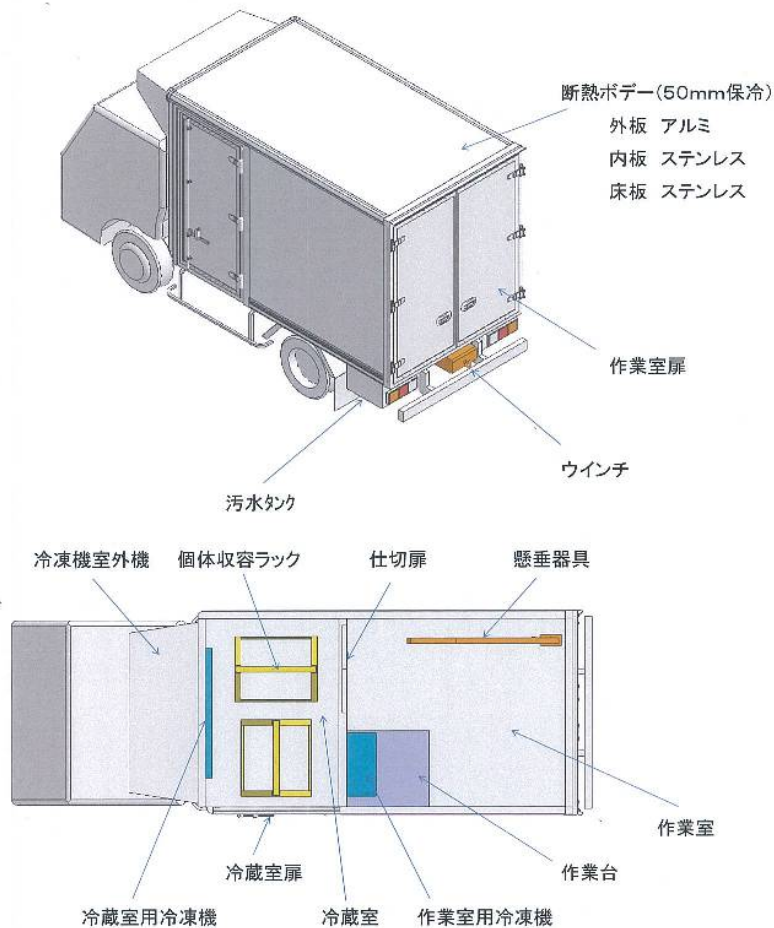 断熱ボデー(50mm保冷)
外板 アルミ
内板 ステンレス
床板 ステンレス
作業室扉
ウインチ
汚水タンク
冷凍機室外機 個体収容ラック 仕切扉 懸垂器具
作業室
冷蔵室扉 作業台
冷蔵室用冷凍機 冷蔵室 作業室用冷凍機